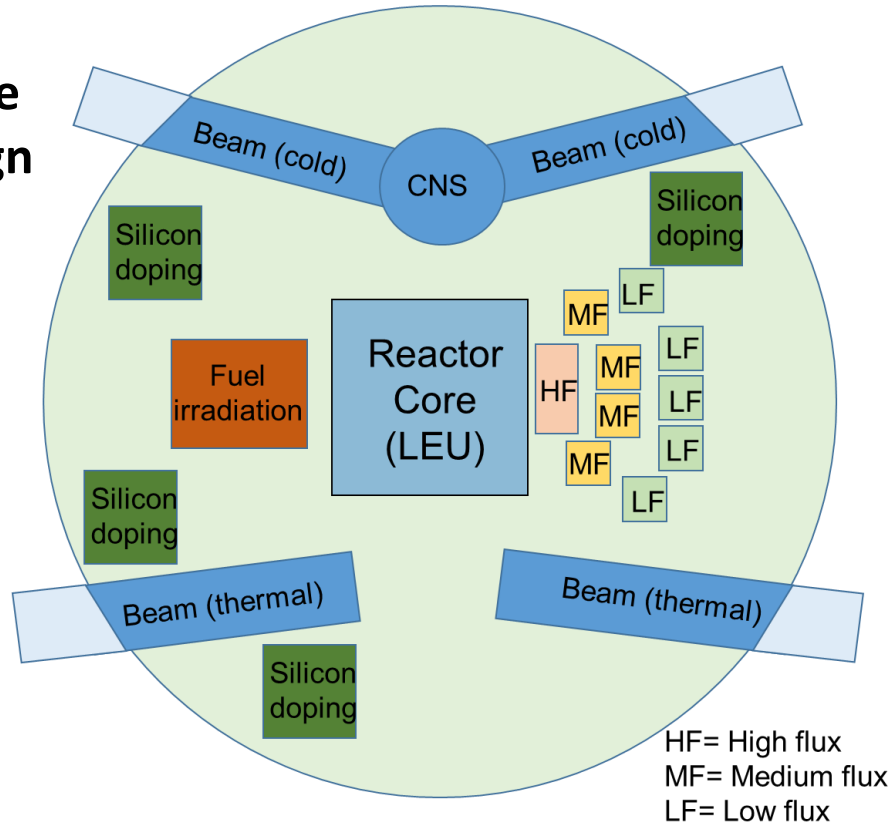 e
gn
Beam (cold)
CNS
Beam (cold)
Silicon
doping
Silicon
doping
LF
MF
Reactor
Core
(LEU)
Fuel
irradiation
HF
MF
MF
MF
LF
LF
LF
LF
Silicon
doping
Beam (thermal)
Beam (thermal)
Silicon
doping
HF= High flux
MF= Medium flux
LF= Low flux